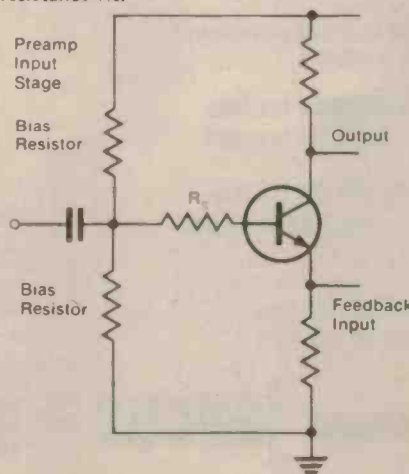 Preamp
Input
Stage
Bias
Resistor
Output
Bias
Resistor
Feedback
Input